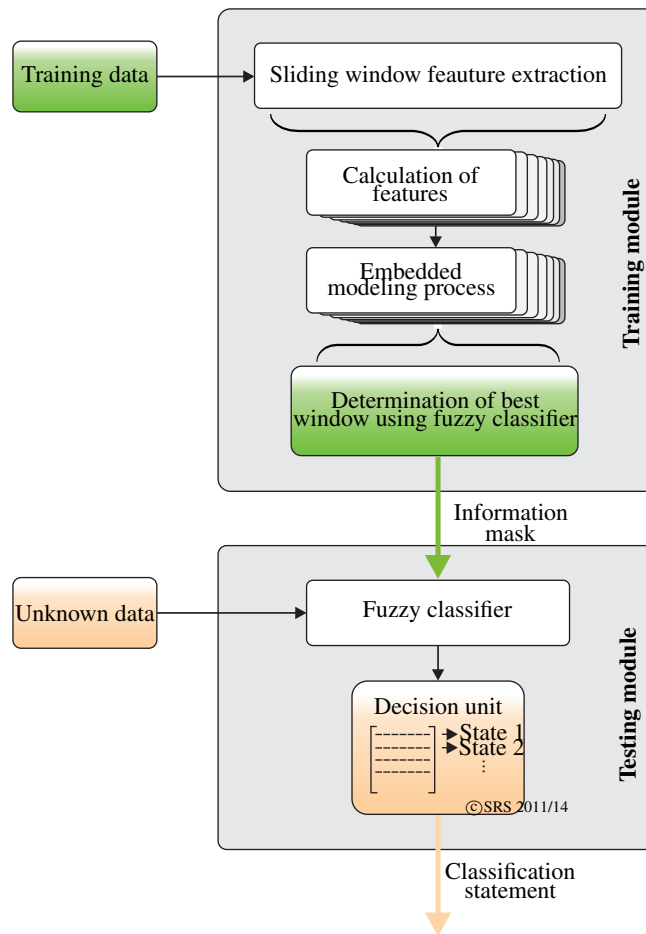 Training data
Sliding window feauture extraction
Calculation of
features
Embedded
modeling process
Determination of best
window using fuzzy classifier
Training module
Information
mask
Unknown data
Fuzzy classifier
Decision unit
State 1
State 2
⋮
©SRS 2011/14
Testing module
Classification
statement